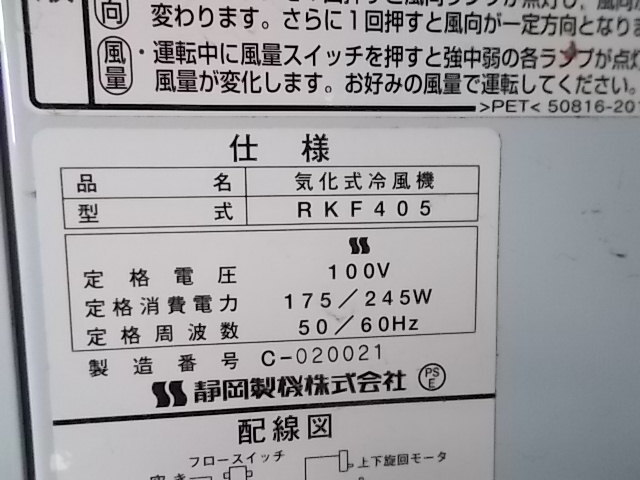 変わります。さらに1回押すと風向が一定方向となりま
風量
・運転中に風量スイッチを押すと強中弱の各ランプが点灯
風量が変化します。お好みの風量で運転してください。
>PET< 50816-201
仕様
品名 気化式冷風機
型式 RKF405
定格電圧 100V
定格消費電力 175/245W
定格周波数 50/60Hz
製造番号 C-020021
静岡製機株式会社 PSE
配線図
フロースイッチ
上下旋回モータ